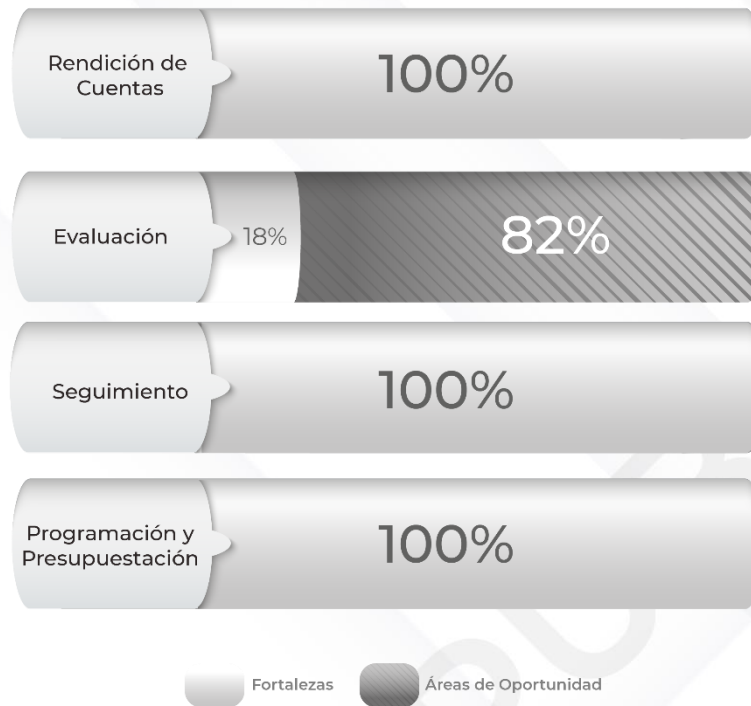 Rendición de
Cuentas
100%
Evaluación
18%
82%
Seguimiento
100%
Programación y
Presupuestación
100%
Fortalezas
Áreas de Oportunidad